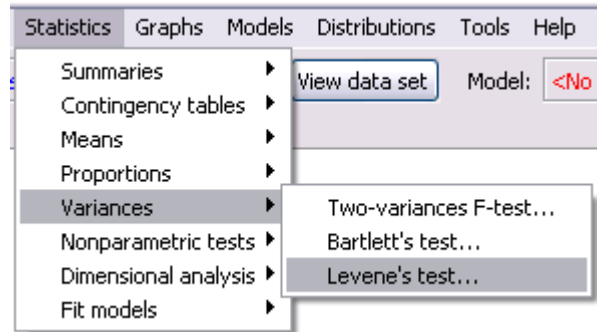 Statistics Graphs Models Distributions Tools Help
Summaries
View data set Model: <No
Contingency tables
Means
Proportions
Variances
Two-variances F-test...
Nonparametric tests
Bartlett's test...
Dimensional analysis
Levene's test...
Fit models